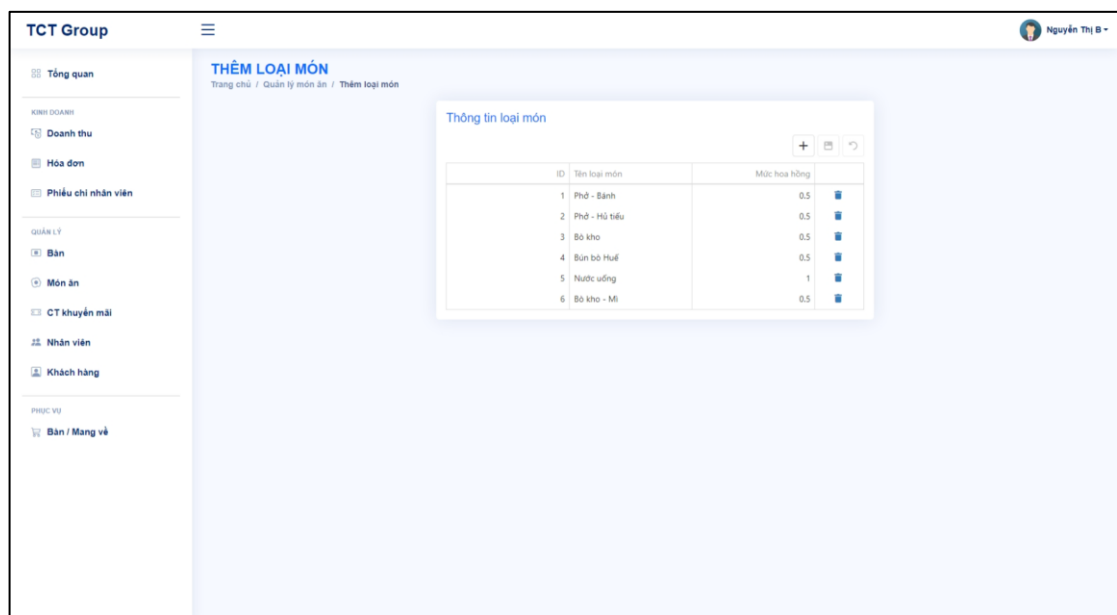 TCT Group
Nguyễn Thị B
Tổng quan
KINH DOANH
Doanh thu
Hóa đơn
Phiếu chi nhân viên
QUẢN LÝ
Bàn
Món ăn
CT khuyến mãi
Nhân viên
Khách hàng
PHỤC VỤ
Bàn / Mang về
THÊM LOẠI MÓN
Trang chủ / Quản lý món ăn / Thêm loại món
Thông tin loại món
ID Tên loại món Mức hoa hồng
1 Phở - Bánh 0.5
2 Phở - Hủ tiếu 0.5
3 Bò kho 0.5
4 Bún bò Huế 0.5
5 Nước uống 1
6 Bò kho - Mì 0.5